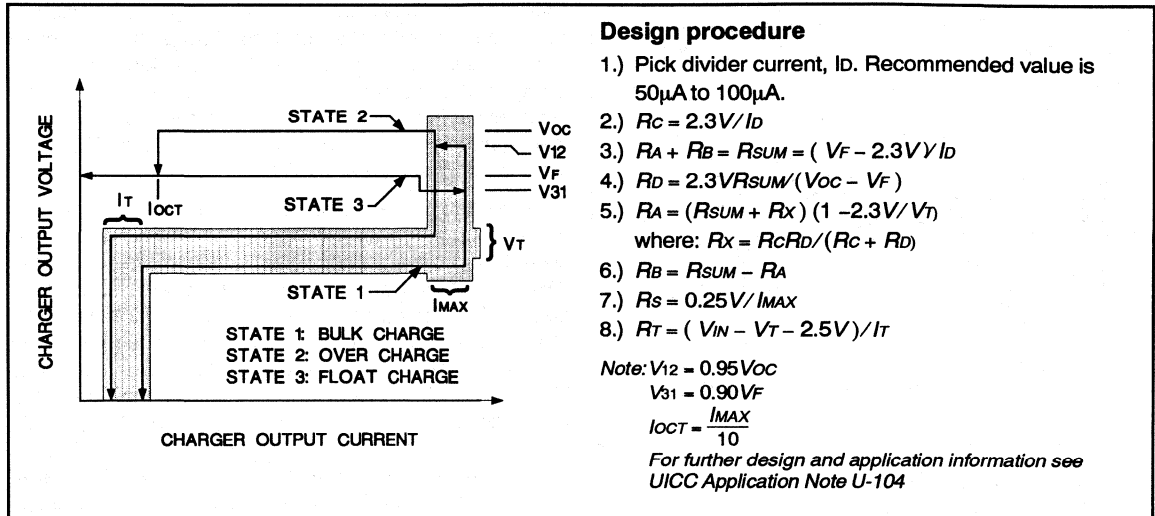 CHARGER OUTPUT VOLTAGE
STATE 2
VOC
V12
VF
V31
IT
IOCT
STATE 3
VT
STATE 1
IMAX
STATE 1: BULK CHARGE
STATE 2: OVER CHARGE
STATE 3: FLOAT CHARGE
CHARGER OUTPUT CURRENT
Design procedure
1.) Pick divider current, ID. Recommended value is
50µA to 100µA.
2.) RC = 2.3V/ID
3.) RA + RB = RSUM = ( VF – 2.3V)/ID
4.) RD = 2.3VRSUM/(VOC – VF )
5.) RA = (RSUM + RX ) (1 –2.3V/VT)
where: RX = RCRD/(RC + RD)
6.) RB = RSUM – RA
7.) RS = 0.25V/IMAX
8.) RT = ( VIN – VT – 2.5V )/IT
Note: V12 = 0.95VOC
V31 = 0.90VF
IOCT = IMAX
10
For further design and application information see
UICC Application Note U-104